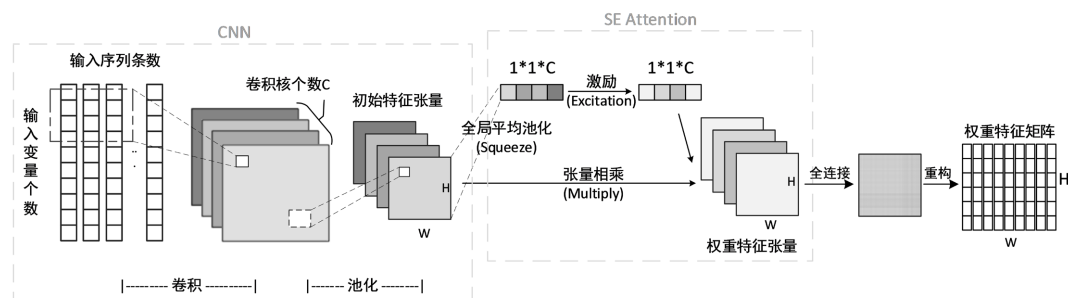 CNN
SE Attention
输入序列条数
输入变量个数
卷积核个数C
初始特征张量
H
W
|--------- 卷积 ---------|
|------- 池化 --------|
1*1*C
激励
(Excitation)
1*1*C
全局平均池化
(Squeeze)
张量相乘
(Multiply)
H
W
权重特征张量
全连接
重构
权重特征矩阵
H
W